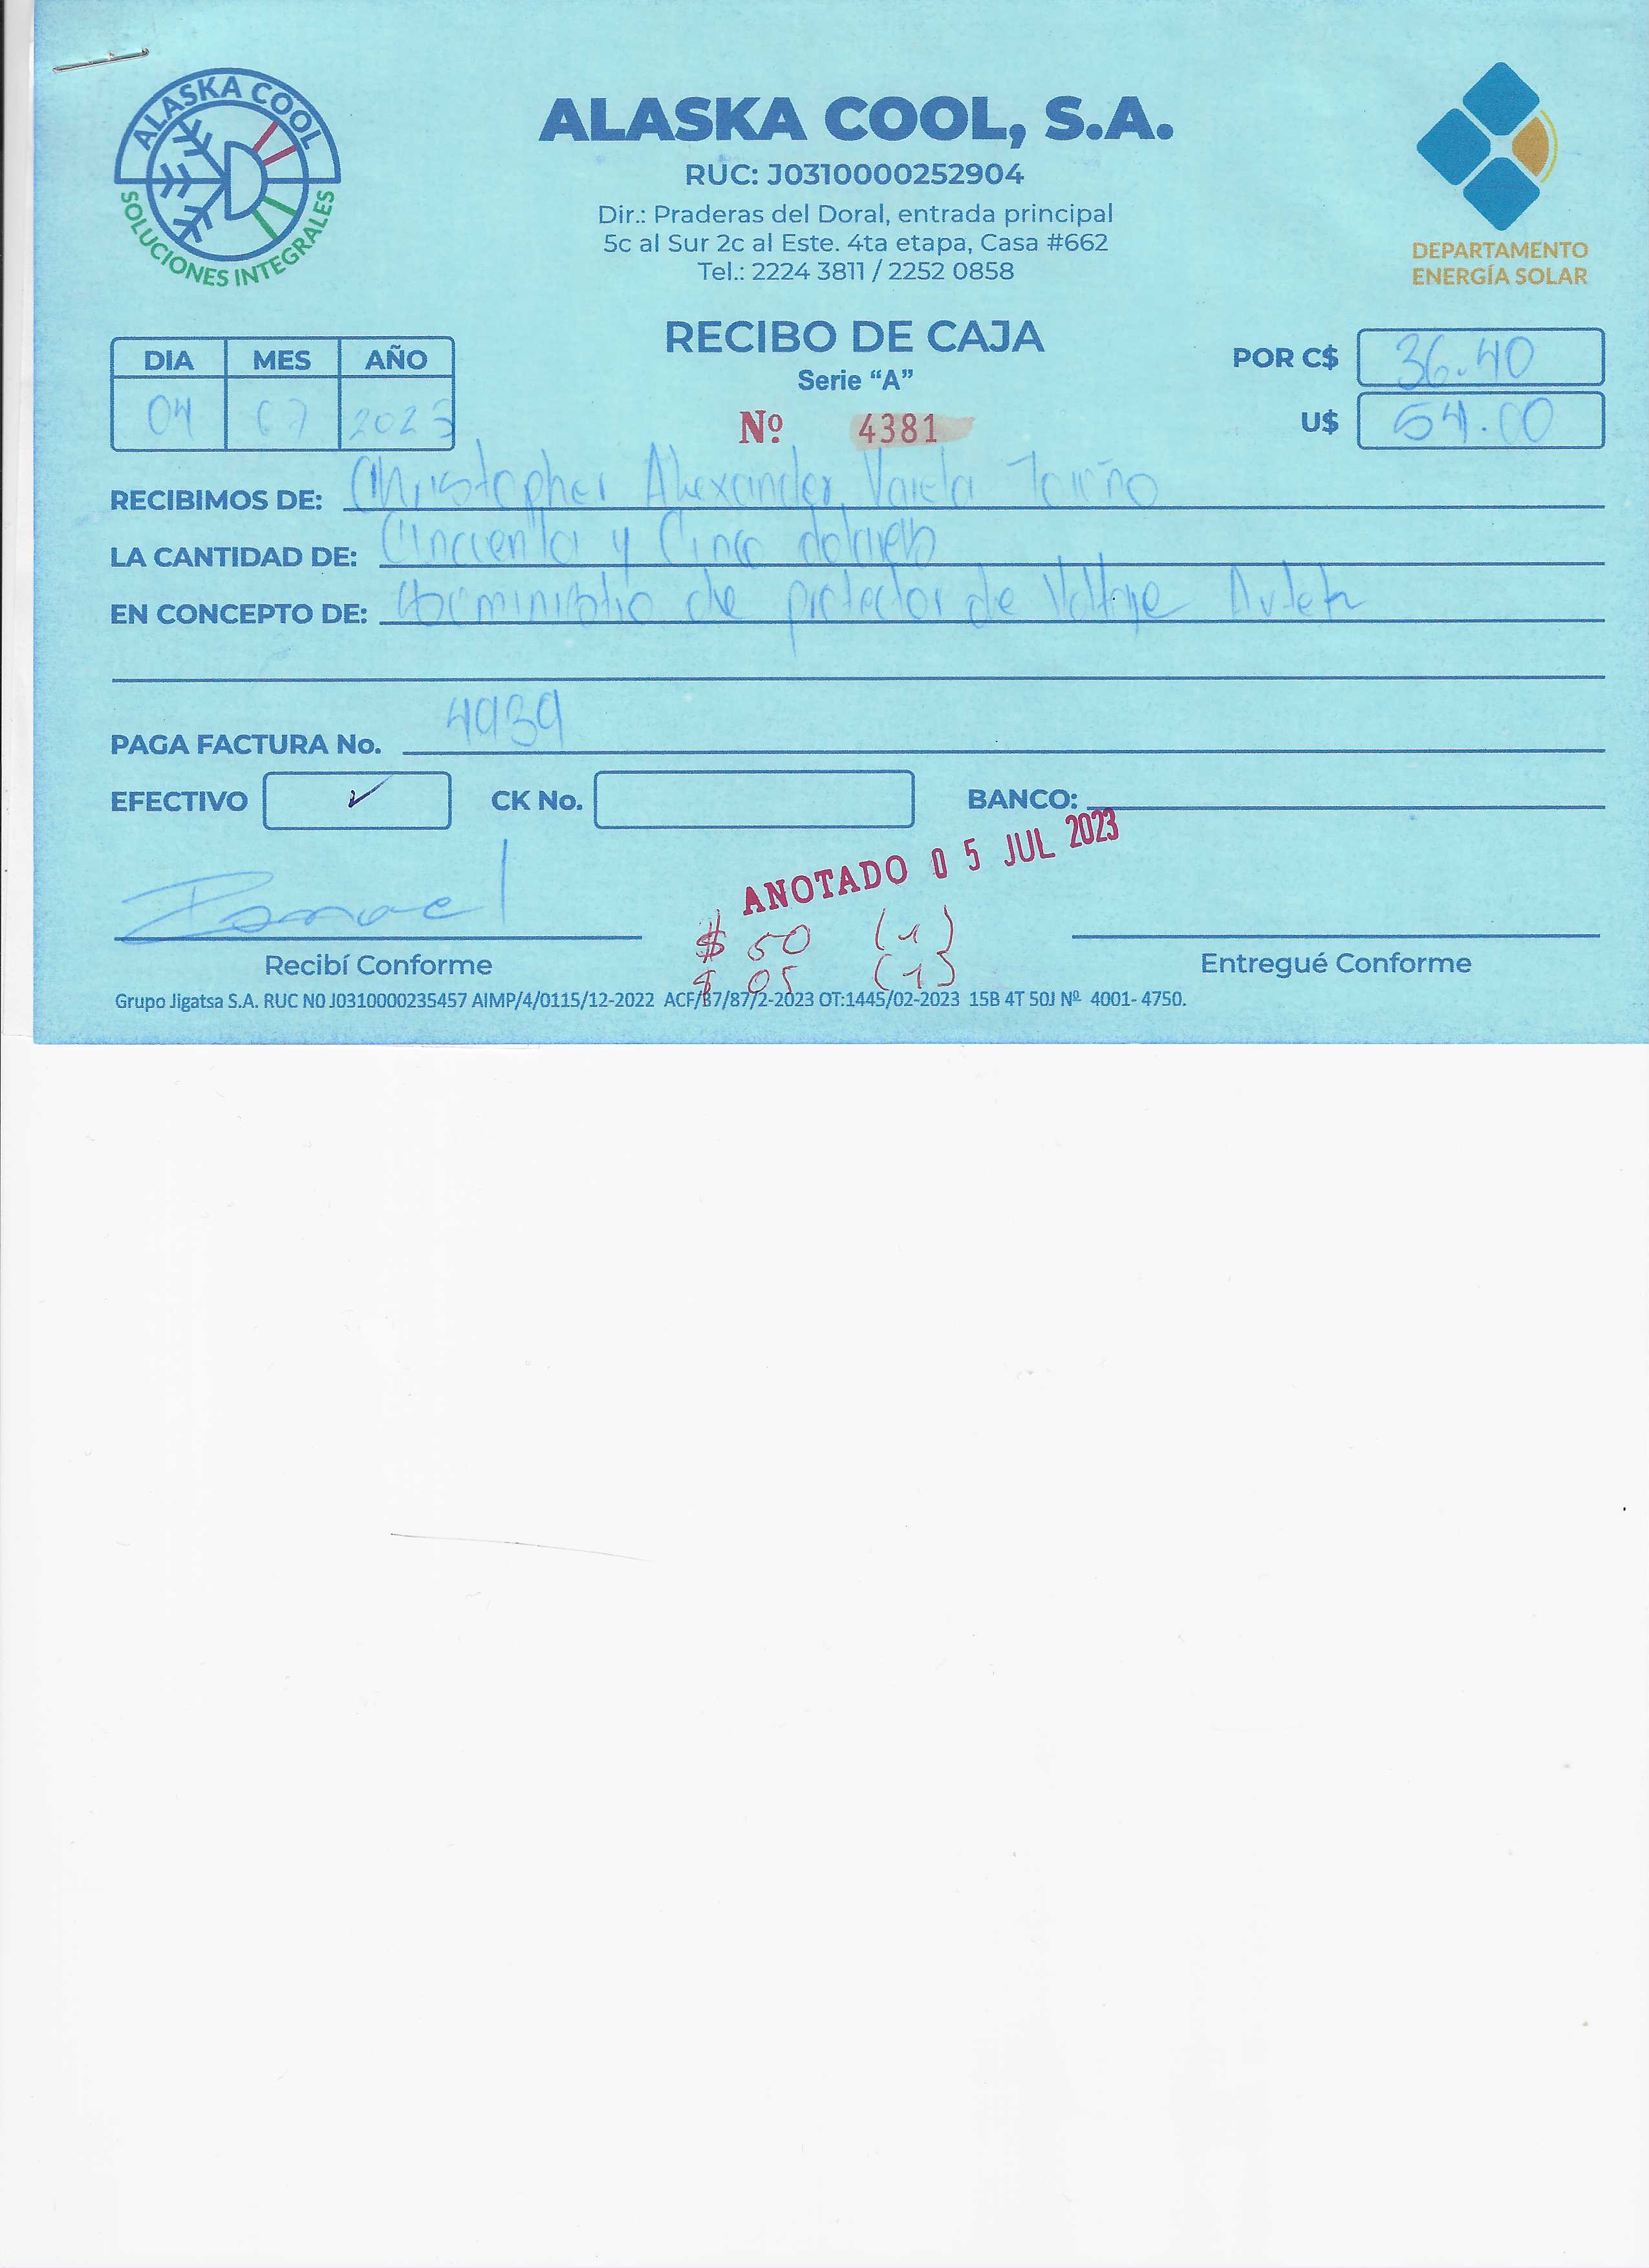 ALASKA COOL
SOLUCIONES INTEGRALES
ALASKA COOL, S.A.
RUC: J0310000252904
Dir.: Praderas del Doral, entrada principal
5c al Sur 2c al Este. 4ta etapa, Casa #662
Tel.: 2224 3811 / 2252 0858
DEPARTAMENTO
ENERGÍA SOLAR
RECIBO DE CAJA
Serie "A"
Nº 4381
DIA MES AÑO
04 07 2023
POR C$ 36.40
U$ 54.00
RECIBIMOS DE: Christopher Alexander Varela
LA CANTIDAD DE: Cincuenta y Cinco dolares
EN CONCEPTO DE: de protector de Voltaje
PAGA FACTURA No. 4939
EFECTIVO ✓ CK No. BANCO:
ANOTADO 05 JUL 2023
$ 50 (1)
$ 05 (1)
Recibí Conforme
Entregué Conforme
Grupo Jigatsa S.A. RUC N0 J0310000235457 AIMP/4/0115/12-2022 ACF/B7/87/2-2023 OT:1445/02-2023 15B 4T 50J Nº 4001- 4750.